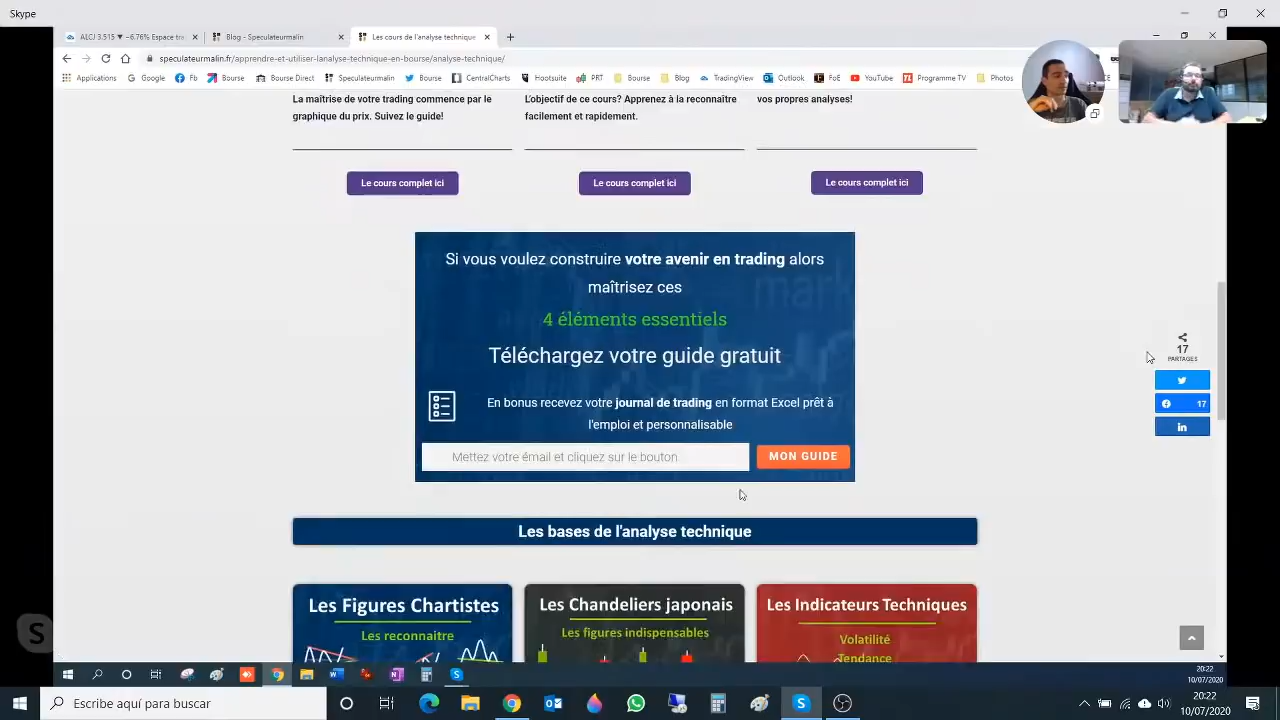 Skype
AI.CJ 3.515 ▼ −6.76% Espace tra
Blog - Speculateurmalin
Les cours de l'analyse technique
speculateurmalin.fr/apprendre-et-utiliser-lanalyse-technique-en-bourse/analyse-technique/
Applications
Google
Fb
Bourse
Bourse Direct
Speculateurmalin
Bourse
CentralCharts
Hootsuite
PRT
Bourse
Blog
TradingView
Outlook
FoE
YouTube
Programme TV
Photos
La maîtrise de votre trading commence par le
graphique du prix. Suivez le guide!
L'objectif de ce cours? Apprenez à la reconnaître
facilement et rapidement.
vos propres analyses!
Le cours complet ici
Le cours complet ici
Le cours complet ici
Si vous voulez construire votre avenir en trading alors
maîtrisez ces
4 éléments essentiels
Téléchargez votre guide gratuit
En bonus recevez votre journal de trading en format Excel prêt à
l'emploi et personnalisable
Mettez votre émail et cliquez sur le bouton
MON GUIDE
17
PARTAGES
17
Les bases de l'analyse technique
Les Figures Chartistes
Les reconnaitre
Les Chandeliers japonais
Les figures indispensables
Les Indicateurs Techniques
Volatilité
Tendance
20:22
10/07/2020
Escribe aquí para buscar
20:22
10/07/2020